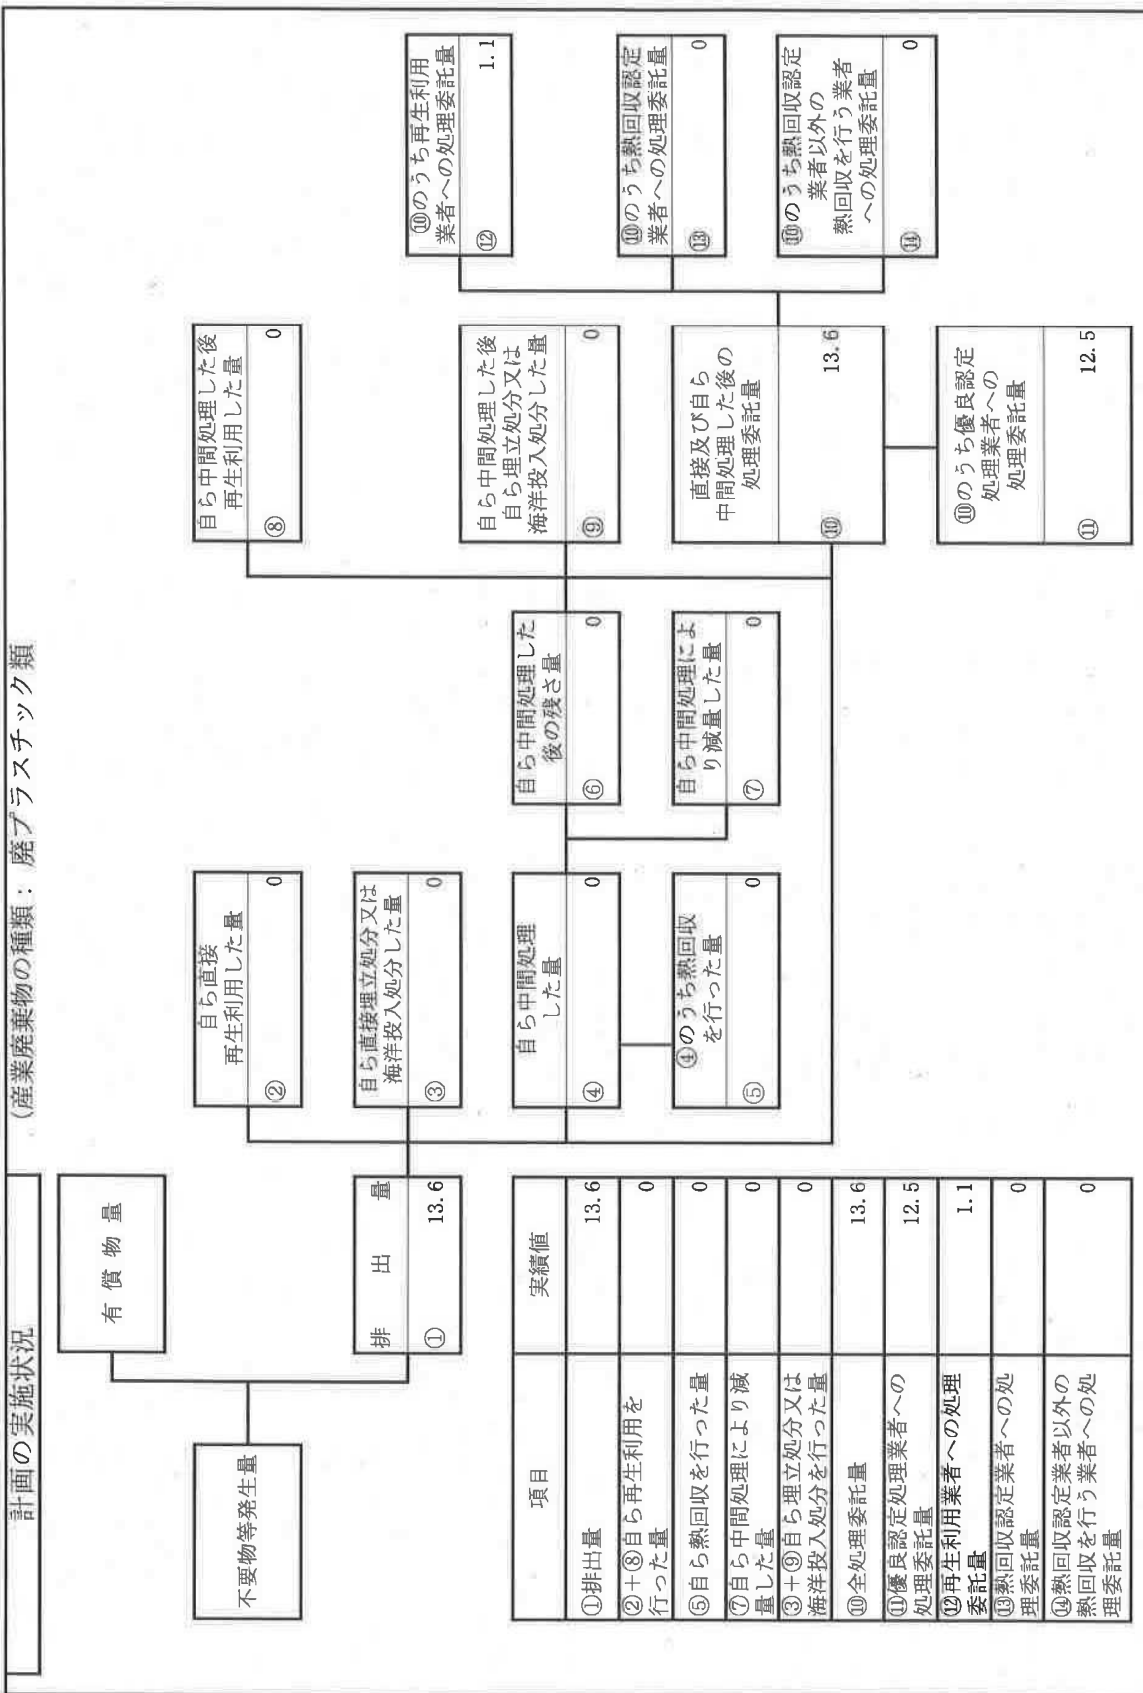 計画の実施状況
(産業廃棄物の種類：廃プラスチック類
不要物等発生量
有償物量
排出量
① 13.6
自ら直接
再生利用した量
② 0
自ら直接埋立処分又は
海洋投入処分した量
③ 0
自ら中間処理
した量
④ 0
④のうち熱回収
を行った量
⑤ 0
自ら中間処理した
後の残さ量
⑥ 0
自ら中間処理によ
り減量した量
⑦ 0
自ら中間処理した後
再生利用した量
⑧ 0
自ら中間処理した後
自ら埋立処分又は
海洋投入処分した量
⑨ 0
直接及び自ら
中間処理した後の
処理委託量
⑩ 13.6
⑩のうち優良認定
処理業者への
処理委託量
⑪ 12.5
⑩のうち再生利用
業者への処理委託量
⑫ 1.1
⑩のうち熱回収認定
業者への処理委託量
⑬ 0
⑩のうち熱回収認定
業者以外の
熱回収を行う業者
への処理委託量
⑭ 0
項目 実績値
①排出量 13.6
②+⑧自ら再生利用を
行った量 0
⑤自ら熱回収を行った量 0
⑦自ら中間処理により減
量した量 0
③+⑨自ら埋立処分又は
海洋投入処分を行った量 0
⑩全処理委託量 13.6
⑪優良認定処理業者への
処理委託量 12.5
⑫再生利用業者への処理
委託量 1.1
⑬熱回収認定業者への処
理委託量 0
⑭熱回収認定業者以外の
熱回収を行う業者への処
理委託量 0